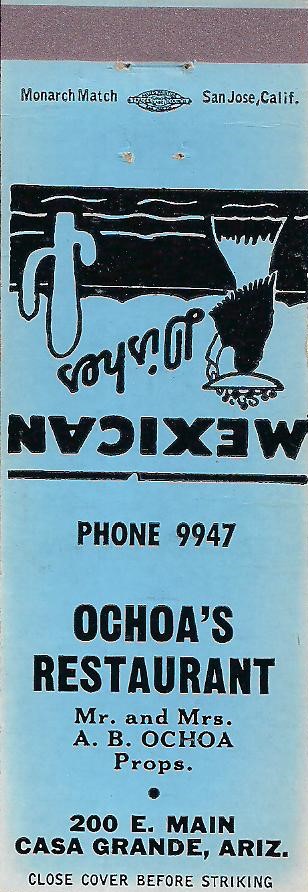 Monarch Match San Jose, Calif.
MEXICAN
Dishes
PHONE 9947
OCHOA'S
RESTAURANT
Mr. and Mrs.
A. B. OCHOA
Props.
200 E. MAIN
CASA GRANDE, ARIZ.
CLOSE COVER BEFORE STRIKING